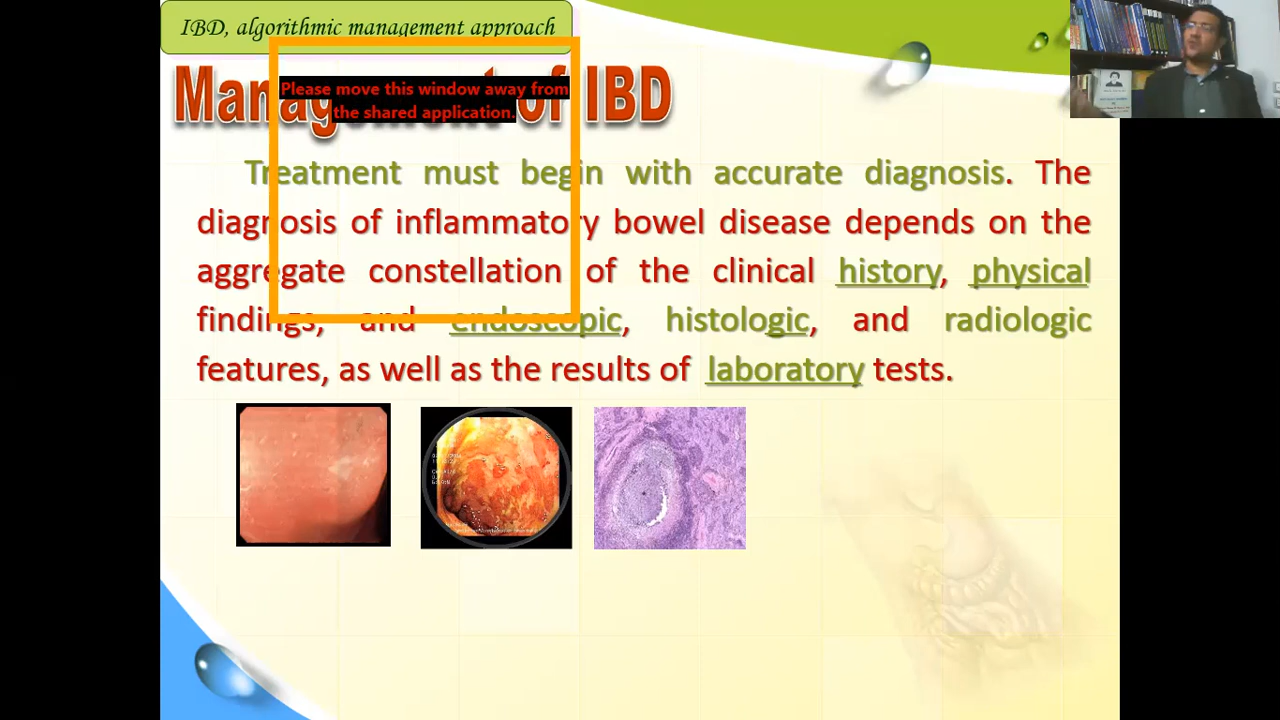 IBD, algorithmic management approach
Management of IBD
Please move this window away from
the shared application.
Treatment must begin with accurate diagnosis. The
diagnosis of inflammatory bowel disease depends on the
aggregate constellation of the clinical history, physical
findings, and endoscopic, histologic, and radiologic
features, as well as the results of laboratory tests.